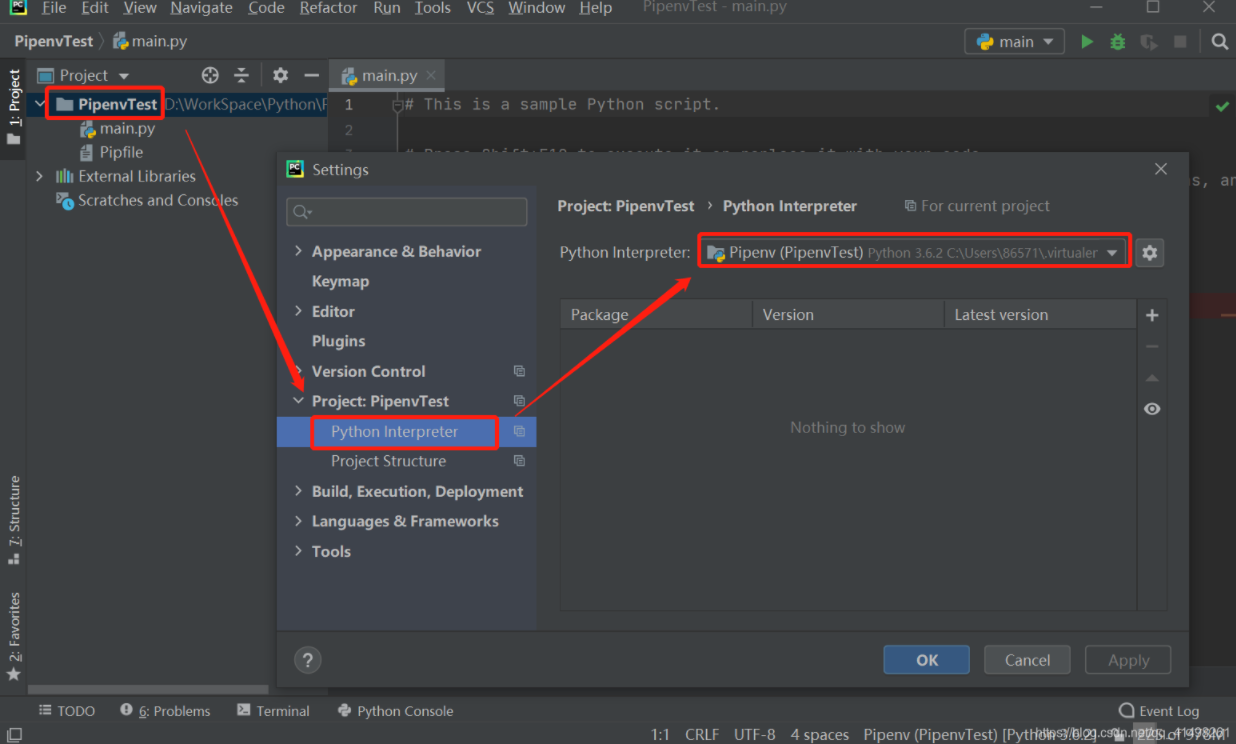 File Edit View Navigate Code Refactor Run Tools VCS Window Help PipenvTest - main.py
PipenvTest main.py main
1: Project
Project main.py
PipenvTest D:\WorkSpace\Python\P
main.py
Pipfile
External Libraries
Scratches and Consoles
1 # This is a sample Python script.
2
s, ar
Settings
Appearance & Behavior
Keymap
Editor
Plugins
Version Control
Project: PipenvTest
Python Interpreter
Project Structure
Build, Execution, Deployment
Languages & Frameworks
Tools
Project: PipenvTest › Python Interpreter For current project
Python Interpreter: Pipenv (PipenvTest) Python 3.6.2 C:\Users\86571\.virtualer
Package Version Latest version
Nothing to show
? OK Cancel Apply
7: Structure
2: Favorites
TODO 6: Problems Terminal Python Console Event Log
1:1 CRLF UTF-8 4 spaces Pipenv (PipenvTest) [Python 3.6.2]